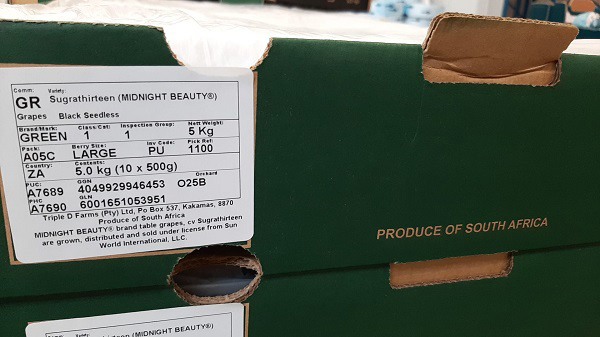 Comm: Variety:
GR Sugrathirteen (MIDNIGHT BEAUTY®)
Grapes Black Seedless
Brand/Mark: Class/Cat: Inspection Group: Nett Weight:
GREEN 1 1 5 Kg
Pack: Berry Size: Inv Code: Pick Ref:
A05C LARGE PU 1100
Country: Contents:
ZA 5.0 kg (10 x 500g)
PUC: GGN Orchard
A7689 4049929946453 O25B
PHC GLN
A7690 6001651053951
Triple D Farms (Pty) Ltd, Po Box 537, Kakamas, 8870
Produce of South Africa
MIDNIGHT BEAUTY® brand table grapes, cv Sugrathirteen
are grown, distributed and sold under license from Sun
World International, LLC.
PRODUCE OF SOUTH AFRICA
(MIDNIGHT BEAUTY®)